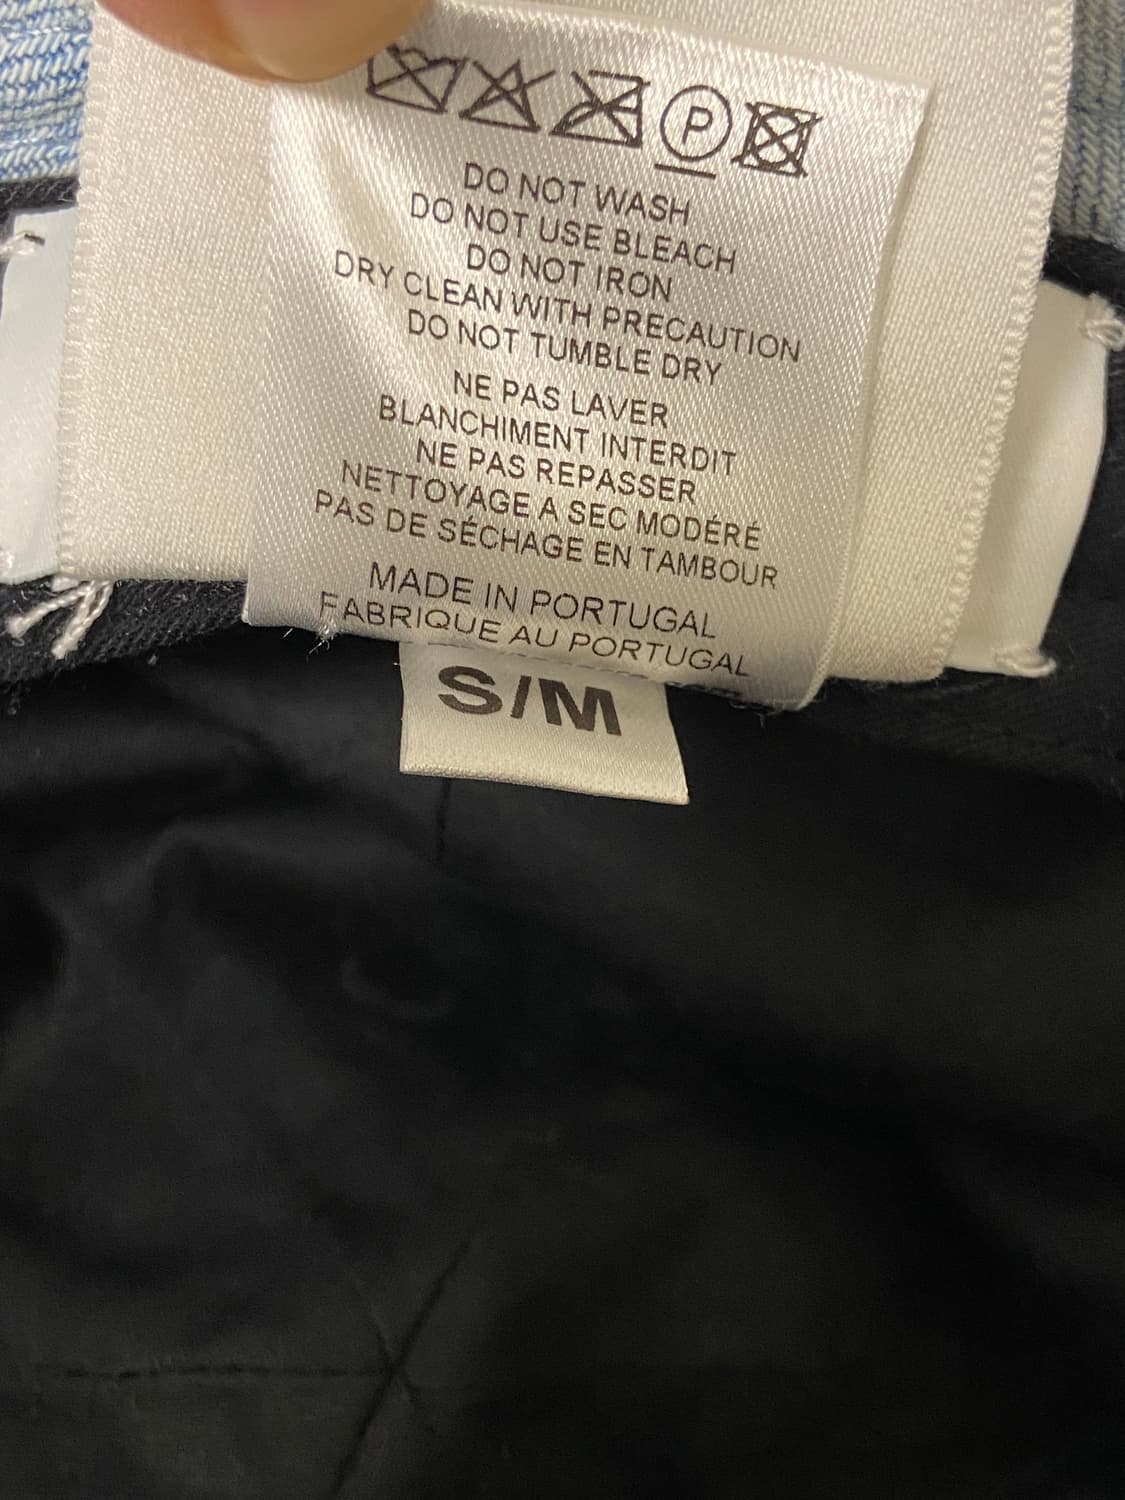 P
DO NOT WASH
DO NOT USE BLEACH
DO NOT IRON
DRY CLEAN WITH PRECAUTION
DO NOT TUMBLE DRY
NE PAS LAVER
BLANCHIMENT INTERDIT
NE PAS REPASSER
NETTOYAGE A SEC MODÉRÉ
PAS DE SÉCHAGE EN TAMBOUR
MADE IN PORTUGAL
FABRIQUE AU PORTUGAL
S/M